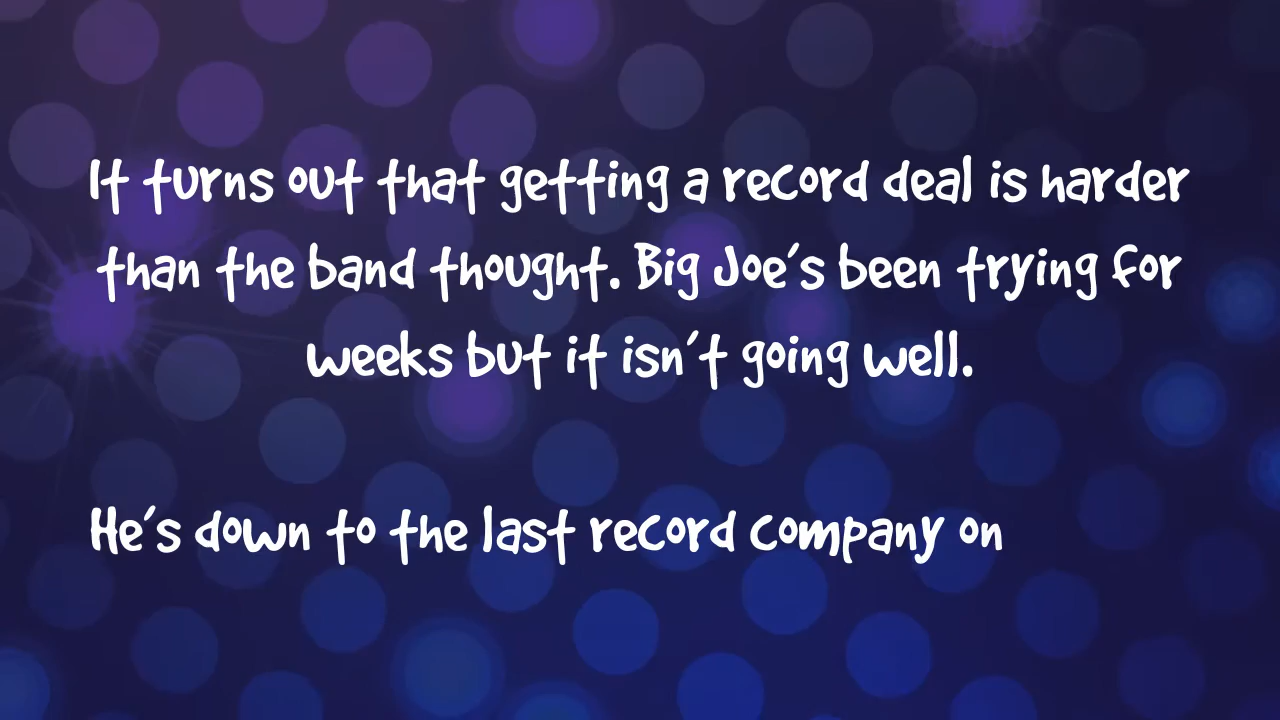 It turns out that getting a record deal is harder
than the band thought. Big Joe's been trying for
weeks but it isn't going well.
He's down to the last record company on